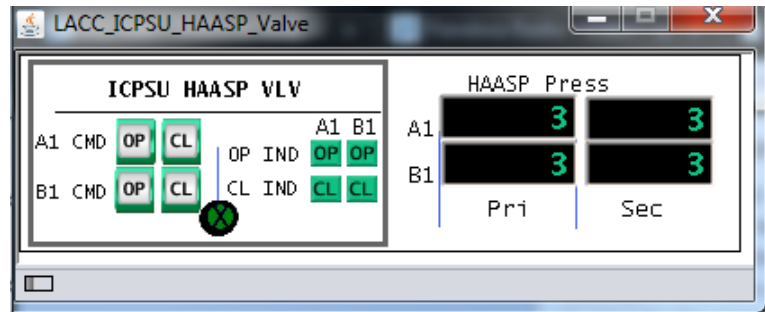 LACC_ICPSU_HAASP_Valve
ICPSU HAASP VLV
A1 CMD OP CL
B1 CMD OP CL
A1 B1
OP IND OP OP
CL IND CL CL
X
HAASP Press
A1 3 3
B1 3 3
Pri Sec